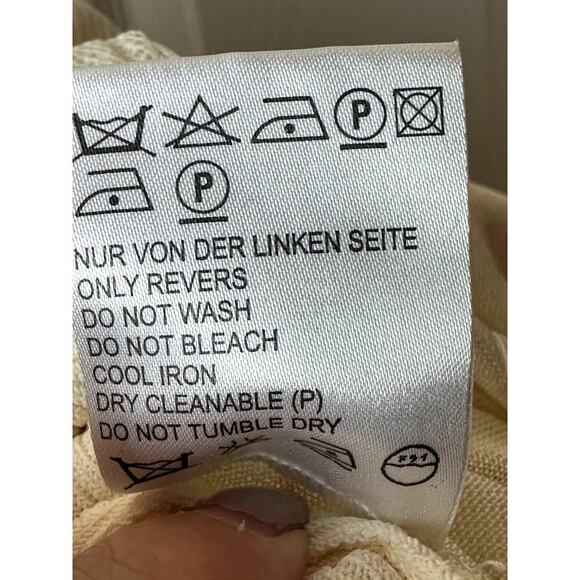 P
P
NUR VON DER LINKEN SEITE
ONLY REVERS
DO NOT WASH
DO NOT BLEACH
COOL IRON
DRY CLEANABLE (P)
DO NOT TUMBLE DRY